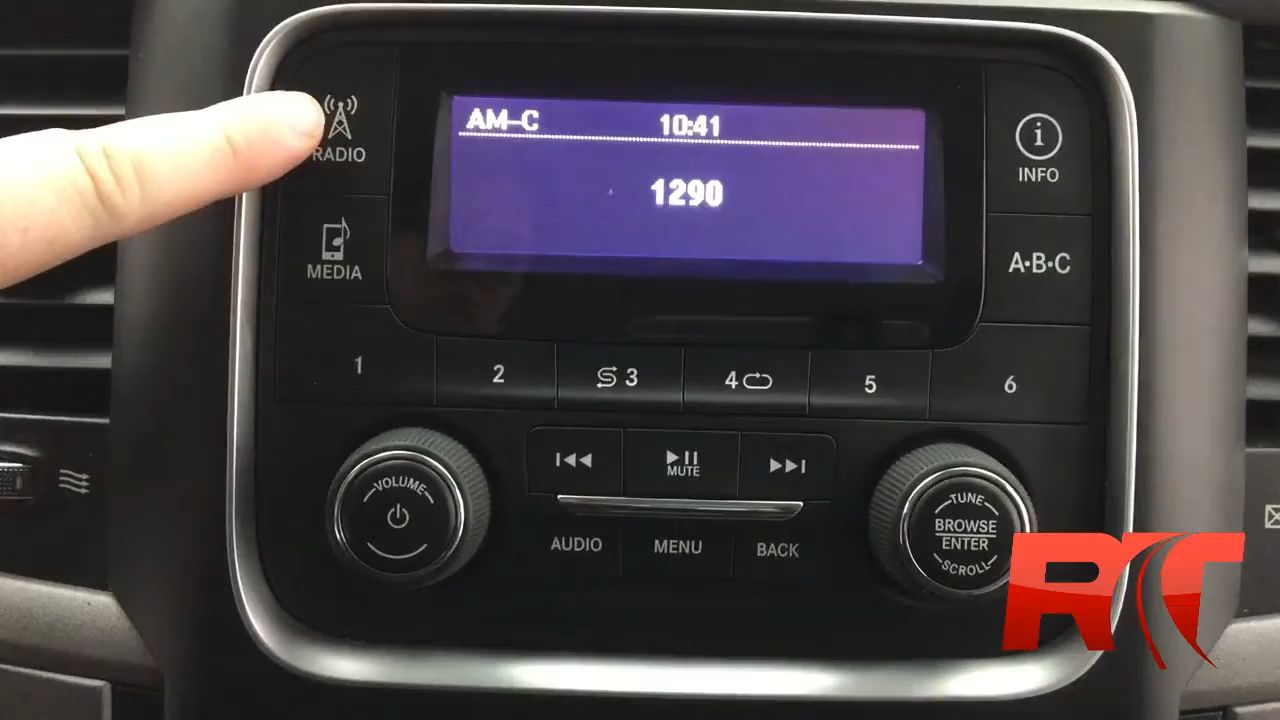 AM-C 10:41
1290
RADIO
MEDIA
i
INFO
A•B•C
1
2
3
4
5
6
VOLUME
MUTE
AUDIO
MENU
BACK
TUNE
BROWSE
ENTER
SCROLL
RT